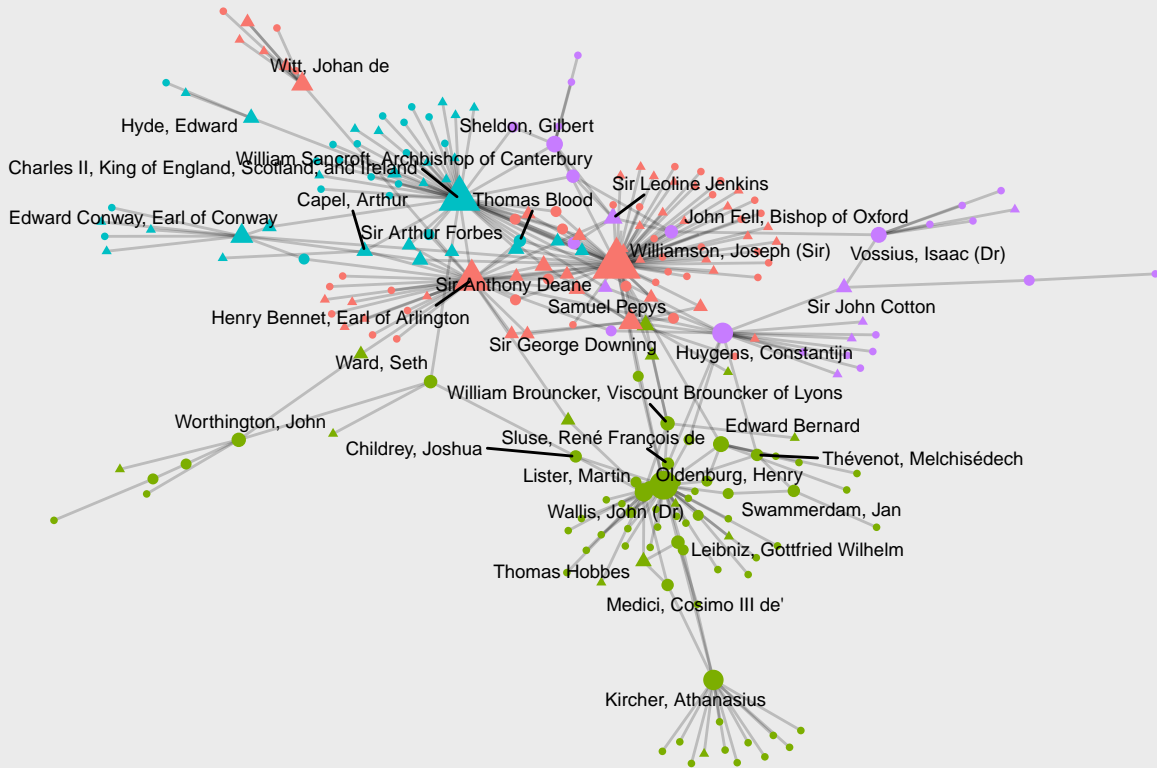 Witt, Johan de
Hyde, Edward
Sheldon, Gilbert
William Sancroft, Archbishop of Canterbury
Charles II, King of England, Scotland, and Ireland
Sir Leoline Jenkins
Capel, Arthur
Thomas Blood
Edward Conway, Earl of Conway
John Fell, Bishop of Oxford
Sir Arthur Forbes
Williamson, Joseph (Sir)
Vossius, Isaac (Dr)
Sir Anthony Deane
Samuel Pepys
Sir John Cotton
Henry Bennet, Earl of Arlington
Sir George Downing
Huygens, Constantijn
Ward, Seth
William Brouncker, Viscount Brouncker of Lyons
Worthington, John
Edward Bernard
Sluse, René François de
Childrey, Joshua
Thévenot, Melchisédech
Lister, Martin
Oldenburg, Henry
Wallis, John (Dr)
Swammerdam, Jan
Leibniz, Gottfried Wilhelm
Thomas Hobbes
Medici, Cosimo III de'
Kircher, Athanasius